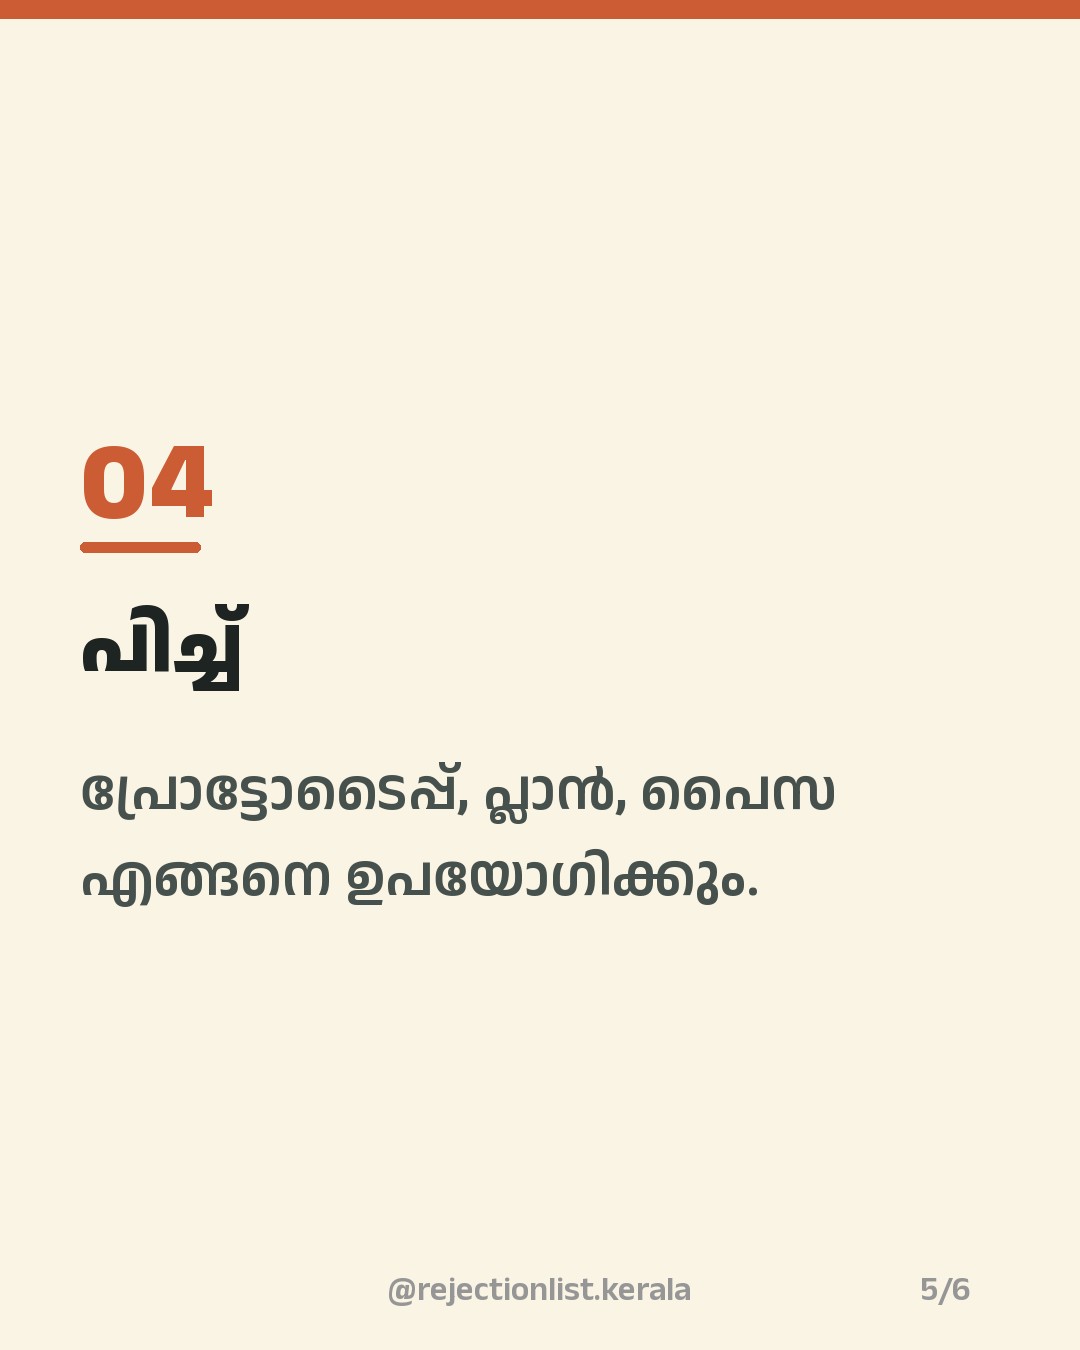 04
പിച്ച്
പ്രോട്ടോടൈപ്പ്, പ്ലാൻ, പൈസ
എങ്ങനെ ഉപയോഗിക്കും.
@rejectionlist.kerala
5/6